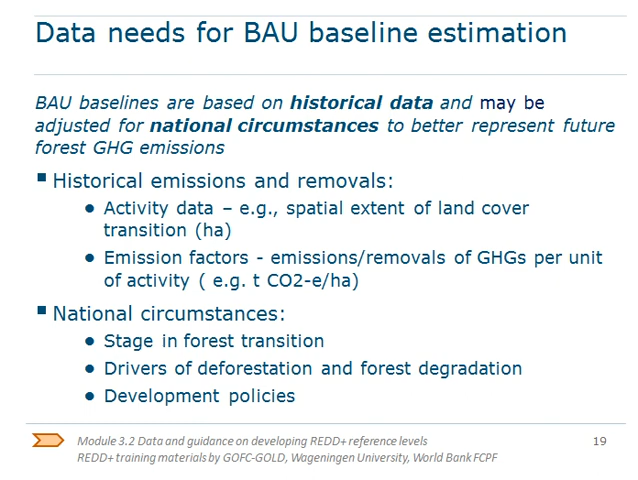 Data needs for BAU baseline estimation
BAU baselines are based on historical data and may be
adjusted for national circumstances to better represent future
forest GHG emissions
▪ Historical emissions and removals:
● Activity data – e.g., spatial extent of land cover
transition (ha)
● Emission factors - emissions/removals of GHGs per unit
of activity ( e.g. t CO2-e/ha)
▪ National circumstances:
● Stage in forest transition
● Drivers of deforestation and forest degradation
● Development policies
Module 3.2 Data and guidance on developing REDD+ reference levels
REDD+ training materials by GOFC-GOLD, Wageningen University, World Bank FCPF
19